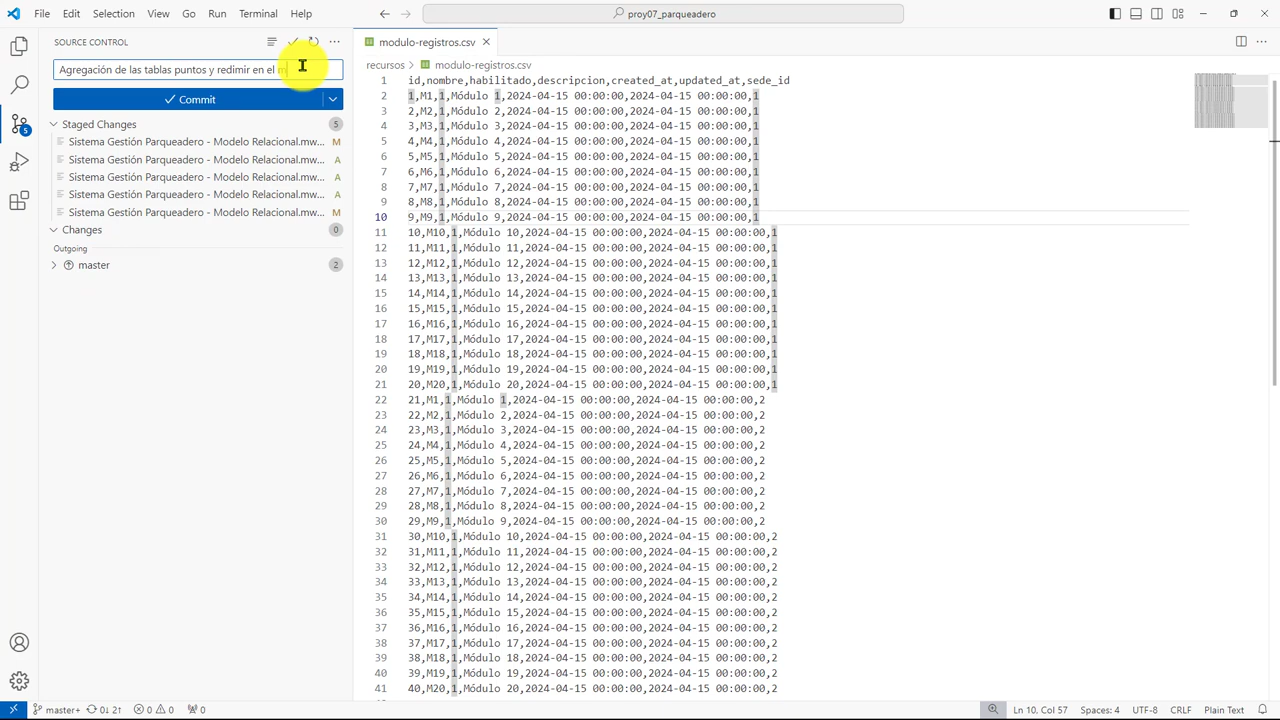 File Edit Selection View Go Run Terminal Help
proy07_parqueadero
SOURCE CONTROL
Agregación de las tablas puntos y redimir en el m
Commit
Staged Changes 5
Sistema Gestión Parqueadero - Modelo Relacional.mw... M
Sistema Gestión Parqueadero - Modelo Relacional.mw... A
Sistema Gestión Parqueadero - Modelo Relacional.mw... A
Sistema Gestión Parqueadero - Modelo Relacional.mw... A
Sistema Gestión Parqueadero - Modelo Relacional.mw... M
Changes 0
Outgoing
master 2
5
modulo-registros.csv
recursos > modulo-registros.csv
1 id,nombre,habilitado,descripcion,created_at,updated_at,sede_id
2 1,M1,1,Módulo 1,2024-04-15 00:00:00,2024-04-15 00:00:00,1
3 2,M2,1,Módulo 2,2024-04-15 00:00:00,2024-04-15 00:00:00,1
4 3,M3,1,Módulo 3,2024-04-15 00:00:00,2024-04-15 00:00:00,1
5 4,M4,1,Módulo 4,2024-04-15 00:00:00,2024-04-15 00:00:00,1
6 5,M5,1,Módulo 5,2024-04-15 00:00:00,2024-04-15 00:00:00,1
7 6,M6,1,Módulo 6,2024-04-15 00:00:00,2024-04-15 00:00:00,1
8 7,M7,1,Módulo 7,2024-04-15 00:00:00,2024-04-15 00:00:00,1
9 8,M8,1,Módulo 8,2024-04-15 00:00:00,2024-04-15 00:00:00,1
10 9,M9,1,Módulo 9,2024-04-15 00:00:00,2024-04-15 00:00:00,1
11 10,M10,1,Módulo 10,2024-04-15 00:00:00,2024-04-15 00:00:00,1
12 11,M11,1,Módulo 11,2024-04-15 00:00:00,2024-04-15 00:00:00,1
13 12,M12,1,Módulo 12,2024-04-15 00:00:00,2024-04-15 00:00:00,1
14 13,M13,1,Módulo 13,2024-04-15 00:00:00,2024-04-15 00:00:00,1
15 14,M14,1,Módulo 14,2024-04-15 00:00:00,2024-04-15 00:00:00,1
16 15,M15,1,Módulo 15,2024-04-15 00:00:00,2024-04-15 00:00:00,1
17 16,M16,1,Módulo 16,2024-04-15 00:00:00,2024-04-15 00:00:00,1
18 17,M17,1,Módulo 17,2024-04-15 00:00:00,2024-04-15 00:00:00,1
19 18,M18,1,Módulo 18,2024-04-15 00:00:00,2024-04-15 00:00:00,1
20 19,M19,1,Módulo 19,2024-04-15 00:00:00,2024-04-15 00:00:00,1
21 20,M20,1,Módulo 20,2024-04-15 00:00:00,2024-04-15 00:00:00,1
22 21,M1,1,Módulo 1,2024-04-15 00:00:00,2024-04-15 00:00:00,2
23 22,M2,1,Módulo 2,2024-04-15 00:00:00,2024-04-15 00:00:00,2
24 23,M3,1,Módulo 3,2024-04-15 00:00:00,2024-04-15 00:00:00,2
25 24,M4,1,Módulo 4,2024-04-15 00:00:00,2024-04-15 00:00:00,2
26 25,M5,1,Módulo 5,2024-04-15 00:00:00,2024-04-15 00:00:00,2
27 26,M6,1,Módulo 6,2024-04-15 00:00:00,2024-04-15 00:00:00,2
28 27,M7,1,Módulo 7,2024-04-15 00:00:00,2024-04-15 00:00:00,2
29 28,M8,1,Módulo 8,2024-04-15 00:00:00,2024-04-15 00:00:00,2
30 29,M9,1,Módulo 9,2024-04-15 00:00:00,2024-04-15 00:00:00,2
31 30,M10,1,Módulo 10,2024-04-15 00:00:00,2024-04-15 00:00:00,2
32 31,M11,1,Módulo 11,2024-04-15 00:00:00,2024-04-15 00:00:00,2
33 32,M12,1,Módulo 12,2024-04-15 00:00:00,2024-04-15 00:00:00,2
34 33,M13,1,Módulo 13,2024-04-15 00:00:00,2024-04-15 00:00:00,2
35 34,M14,1,Módulo 14,2024-04-15 00:00:00,2024-04-15 00:00:00,2
36 35,M15,1,Módulo 15,2024-04-15 00:00:00,2024-04-15 00:00:00,2
37 36,M16,1,Módulo 16,2024-04-15 00:00:00,2024-04-15 00:00:00,2
38 37,M17,1,Módulo 17,2024-04-15 00:00:00,2024-04-15 00:00:00,2
39 38,M18,1,Módulo 18,2024-04-15 00:00:00,2024-04-15 00:00:00,2
40 39,M19,1,Módulo 19,2024-04-15 00:00:00,2024-04-15 00:00:00,2
41 40,M20,1,Módulo 20,2024-04-15 00:00:00,2024-04-15 00:00:00,2
master+ 0↓ 2↑ 0 0 0 Ln 10, Col 57 Spaces: 4 UTF-8 CRLF Plain Text